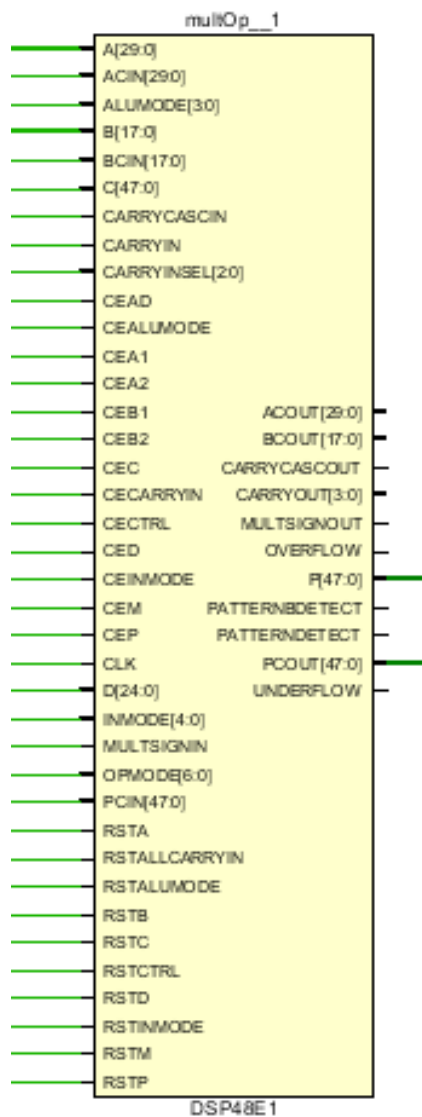 multOp__1
A[29:0]
ACIN[29:0]
ALUMODE[3:0]
B[17:0]
BCIN[17:0]
C[47:0]
CARRYCASCIN
CARRYIN
CARRYINSEL[2:0]
CEAD
CEALUMODE
CEA1
CEA2
CEB1 ACOUT[29:0]
CEB2 BCOUT[17:0]
CEC CARRYCASCOUT
CECARRYIN CARRYOUT[3:0]
CECTRL MULTSIGNOUT
CED OVERFLOW
CEINMODE P[47:0]
CEM PATTERNBDETECT
CEP PATTERNDETECT
CLK PCOUT[47:0]
D[24:0] UNDERFLOW
INMODE[4:0]
MULTSIGNIN
OPMODE[6:0]
PCIN[47:0]
RSTA
RSTALLCARRYIN
RSTALUMODE
RSTB
RSTC
RSTCTRL
RSTD
RSTINMODE
RSTM
RSTP
DSP48E1